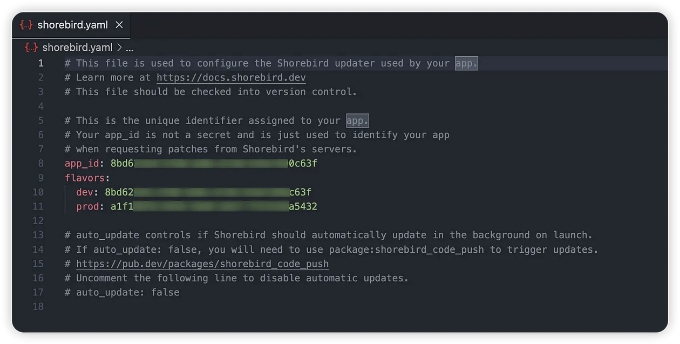 {..} shorebird.yaml ×
{..} shorebird.yaml > ...
1 # This file is used to configure the Shorebird updater used by your app.
2 # Learn more at https://docs.shorebird.dev
3 # This file should be checked into version control.
4
5 # This is the unique identifier assigned to your app.
6 # Your app_id is not a secret and is just used to identify your app
7 # when requesting patches from Shorebird's servers.
8 app_id: 8bd6 0c63f
9 flavors:
10 dev: 8bd62 c63f
11 prod: a1f1 a5432
12
13 # auto_update controls if Shorebird should automatically update in the background on launch.
14 # If auto_update: false, you will need to use package:shorebird_code_push to trigger updates.
15 # https://pub.dev/packages/shorebird_code_push
16 # Uncomment the following line to disable automatic updates.
17 # auto_update: false
18